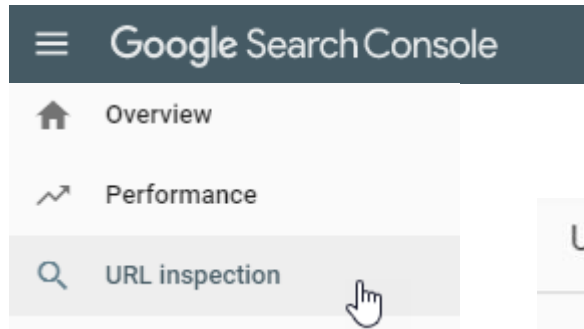 Google Search Console
Overview
Performance
URL inspection
U